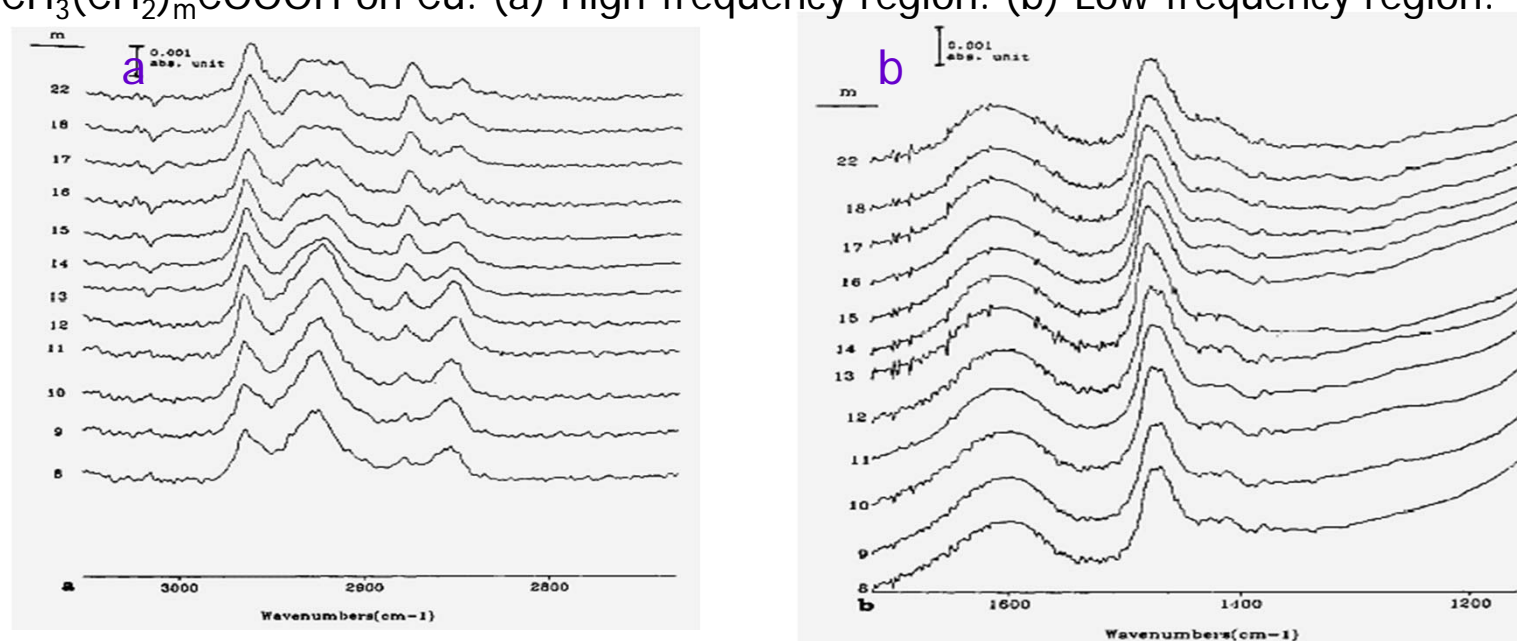 CH3(CH2)mCOOH on Cu. (a) High frequency region. (b) Low frequency region.
m
a
0.001
abs. unit
22
18
17
16
15
14
13
12
11
10
9
8
3000
2900
2800
a
Wavenumbers(cm-1)
b
0.001
abs. unit
m
22
18
17
16
15
14
13
12
11
10
9
8
b
1600
1400
1200
Wavenumbers(cm-1)